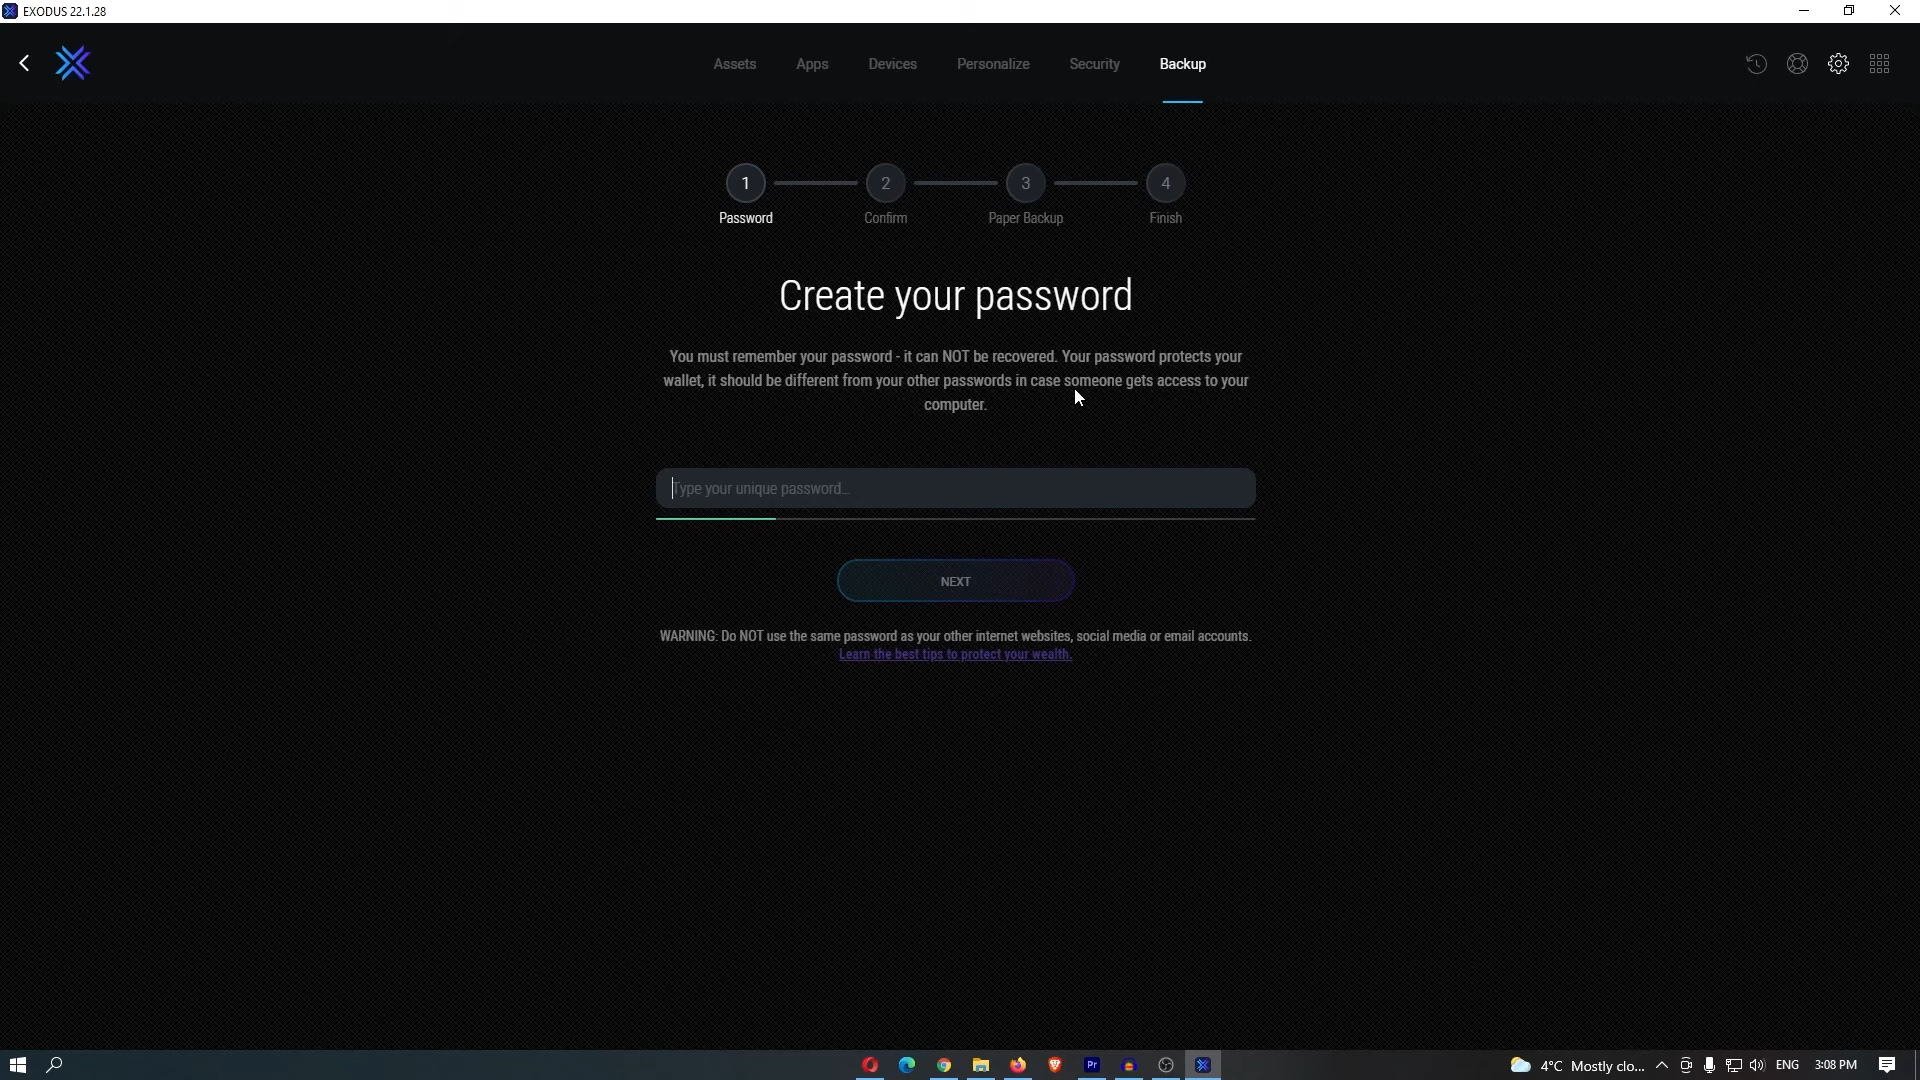 EXODUS 22.1.28
Assets Apps Devices Personalize Security Backup
1 2 3 4
Password Confirm Paper Backup Finish
Create your password
You must remember your password - it can NOT be recovered. Your password protects your
wallet, it should be different from your other passwords in case someone gets access to your
computer.
Type your unique password...
NEXT
WARNING: Do NOT use the same password as your other internet websites, social media or email accounts.
Learn the best tips to protect your wealth.
Pr
4°C Mostly clo... ENG 3:08 PM